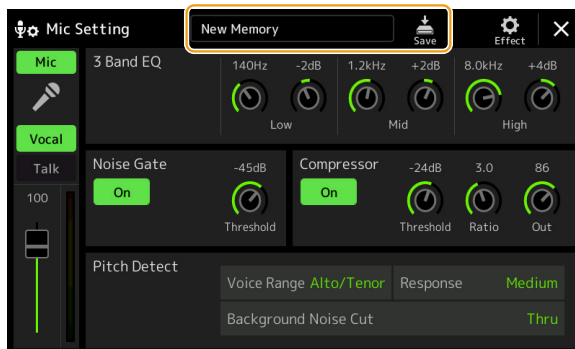 Mic Setting
New Memory
Save
Effect
Mic
Vocal
Talk
100
3 Band EQ
140Hz -2dB 1.2kHz +2dB 8.0kHz +4dB
Low Mid High
Noise Gate
On
-45dB
Threshold
Compressor
On
-24dB 3.0 86
Threshold Ratio Out
Pitch Detect
Voice Range Alto/Tenor Response Medium
Background Noise Cut Thru